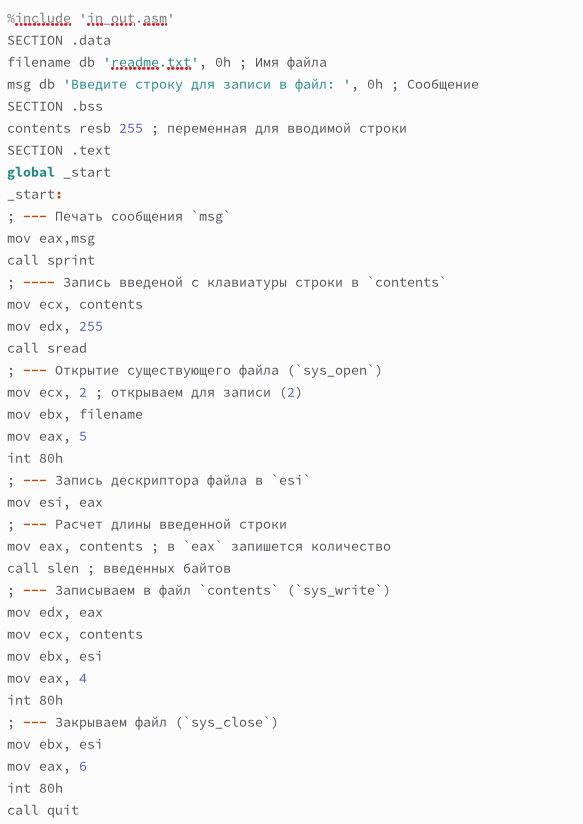 %include 'in_out.asm'
SECTION .data
filename db 'readme.txt', 0h ; Имя файла
msg db 'Введите строку для записи в файл: ', 0h ; Сообщение
SECTION .bss
contents resb 255 ; переменная для вводимой строки
SECTION .text
global _start
_start:
; --- Печать сообщения `msg`
mov eax,msg
call sprint
; ---- Запись введеной с клавиатуры строки в `contents`
mov ecx, contents
mov edx, 255
call sread
; --- Открытие существующего файла (`sys_open`)
mov ecx, 2 ; открываем для записи (2)
mov ebx, filename
mov eax, 5
int 80h
; --- Запись дескриптора файла в `esi`
mov esi, eax
; --- Расчет длины введенной строки
mov eax, contents ; в `eax` запишется количество
call slen ; введенных байтов
; --- Записываем в файл `contents` (`sys_write`)
mov edx, eax
mov ecx, contents
mov ebx, esi
mov eax, 4
int 80h
; --- Закрываем файл (`sys_close`)
mov ebx, esi
mov eax, 6
int 80h
call quit